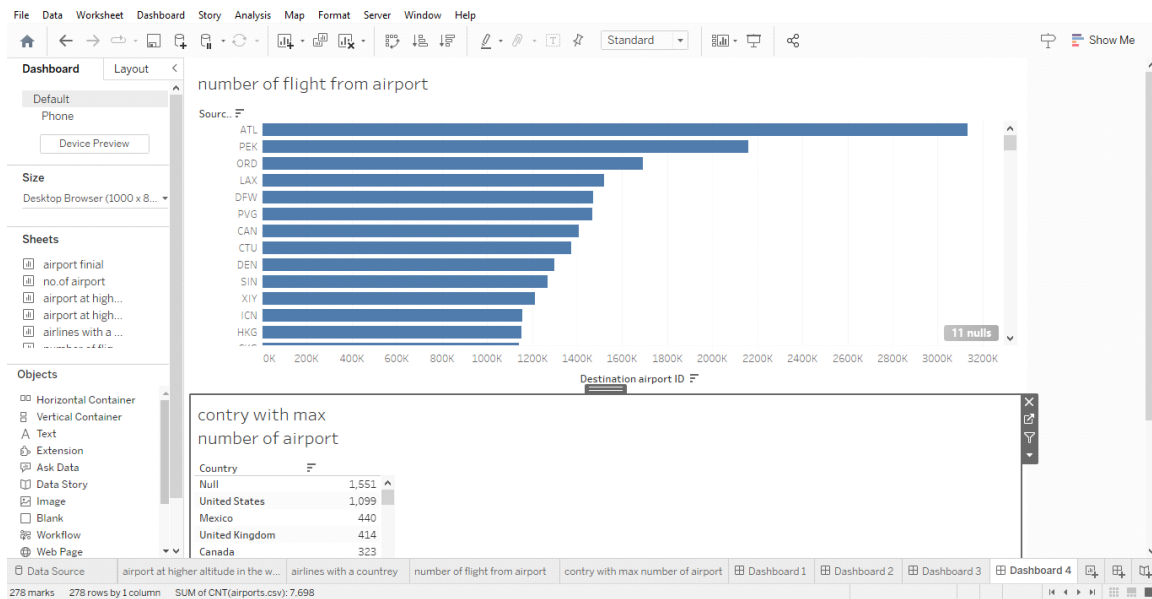 File Data Worksheet Dashboard Story Analysis Map Format Server Window Help
Standard
Show Me
Dashboard Layout
Default
Phone
Device Preview
Size
Desktop Browser (1000 x 8...
Sheets
airport finial
no.of airport
airport at high...
airport at high...
airlines with a ...
Objects
Horizontal Container
Vertical Container
A Text
Extension
Ask Data
Data Story
Image
Blank
Workflow
Web Page
number of flight from airport
Sourc..
ATL
PEK
ORD
LAX
DFW
PVG
CAN
CTU
DEN
SIN
XIY
ICN
HKG
11 nulls
0K 200K 400K 600K 800K 1000K 1200K 1400K 1600K 1800K 2000K 2200K 2400K 2600K 2800K 3000K 3200K
Destination airport ID
contry with max
number of airport
Country
Null 1,551
United States 1,099
Mexico 440
United Kingdom 414
Canada 323
Data Source airport at higher altitude in the w... airlines with a countrey number of flight from airport contry with max number of airport Dashboard 1 Dashboard 2 Dashboard 3 Dashboard 4
278 marks 278 rows by 1 column SUM of CNT(airports.csv): 7,698